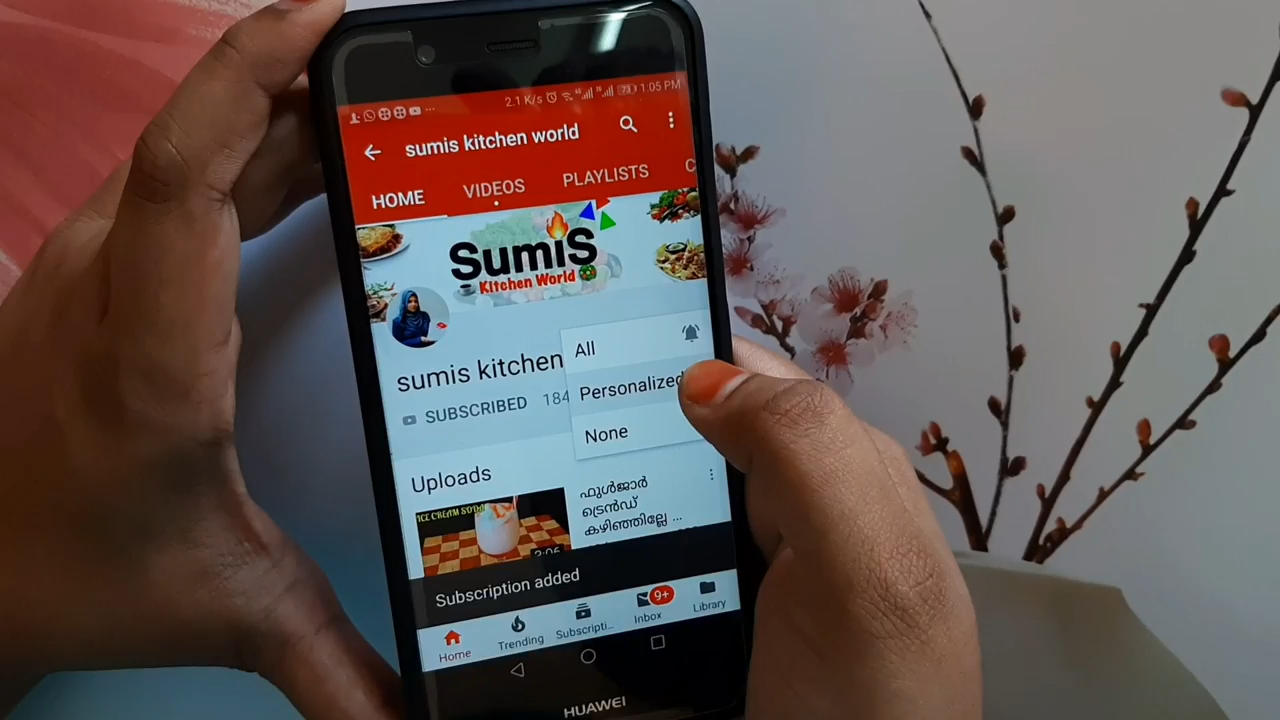 2.1 K/s 73 1:05 PM
sumis kitchen world
HOME VIDEOS PLAYLISTS C
SumiS
Kitchen World
sumis kitchen
SUBSCRIBED 184
All
Personalized
None
Uploads
ICE CREAM SODA
3:06
ഫുൾജാർ
ട്രെൻഡ്
കഴിഞ്ഞില്ലേ ...
Subscription added
Home Trending Subscripti... Inbox 9+ Library
HUAWEI